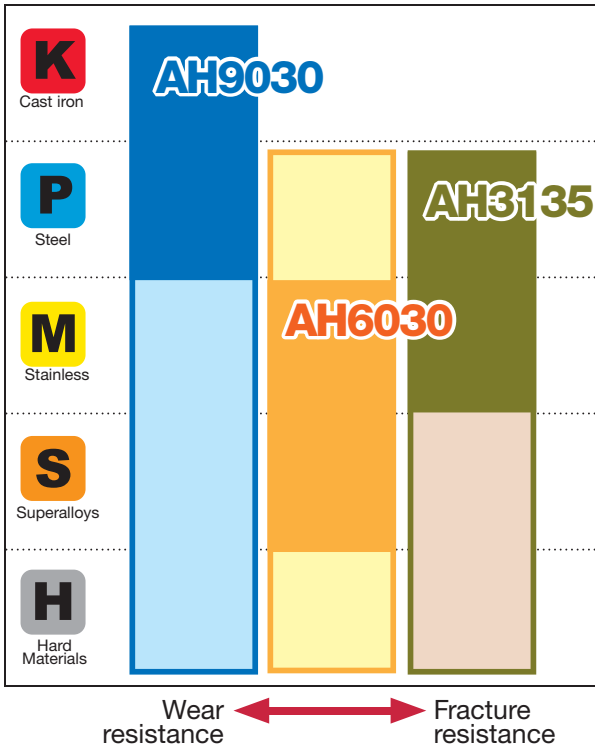 K
Cast iron
AH9030
P
Steel
AH3135
M
Stainless
AH6030
S
Superalloys
H
Hard
Materials
Wear
resistance
Fracture
resistance